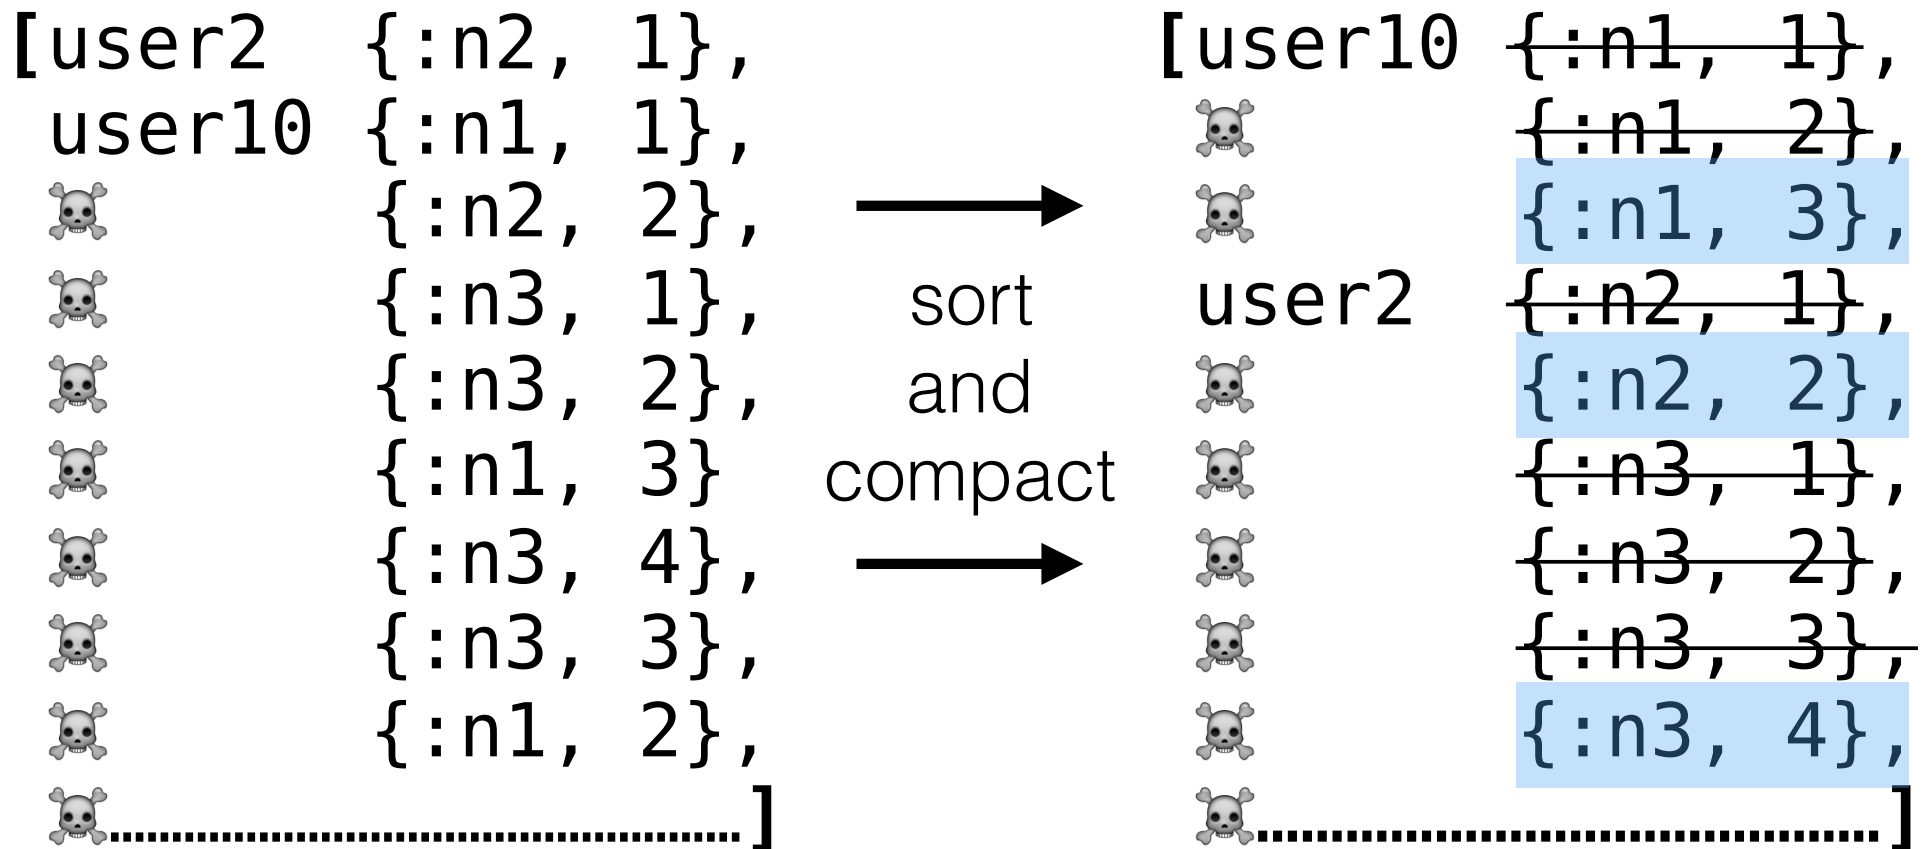 [user2  {:n2, 1},
 user10 {:n1, 1},
 ☠️ {:n2, 2},
 ☠️ {:n3, 1},
 ☠️ {:n3, 2},
 ☠️ {:n1, 3}
 ☠️ {:n3, 4},
 ☠️ {:n3, 3},
 ☠️ {:n1, 2},
 ☠️...............................................]
sort
and
compact
[user10 {:n1, 1},
 ☠️ {:n1, 2},
 ☠️ {:n1, 3},
 user2  {:n2, 1},
 ☠️ {:n2, 2},
 ☠️ {:n3, 1},
 ☠️ {:n3, 2},
 ☠️ {:n3, 3},
 ☠️ {:n3, 4},
 ☠️...............................................]